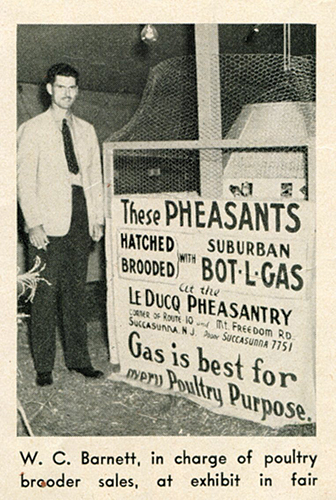 These PHEASANTS
HATCHED
BROODED
WITH
SUBURBAN
BOT-L-GAS
at the
LE DUCQ PHEASANTRY
CORNER OF ROUTE 10 and MT. FREEDOM RD.
SUCCASUNNA, N.J. Phone SUCCASUNNA 7751
Gas is best for
every Poultry Purpose.
W. C. Barnett, in charge of poultry
brooder sales, at exhibit in fair